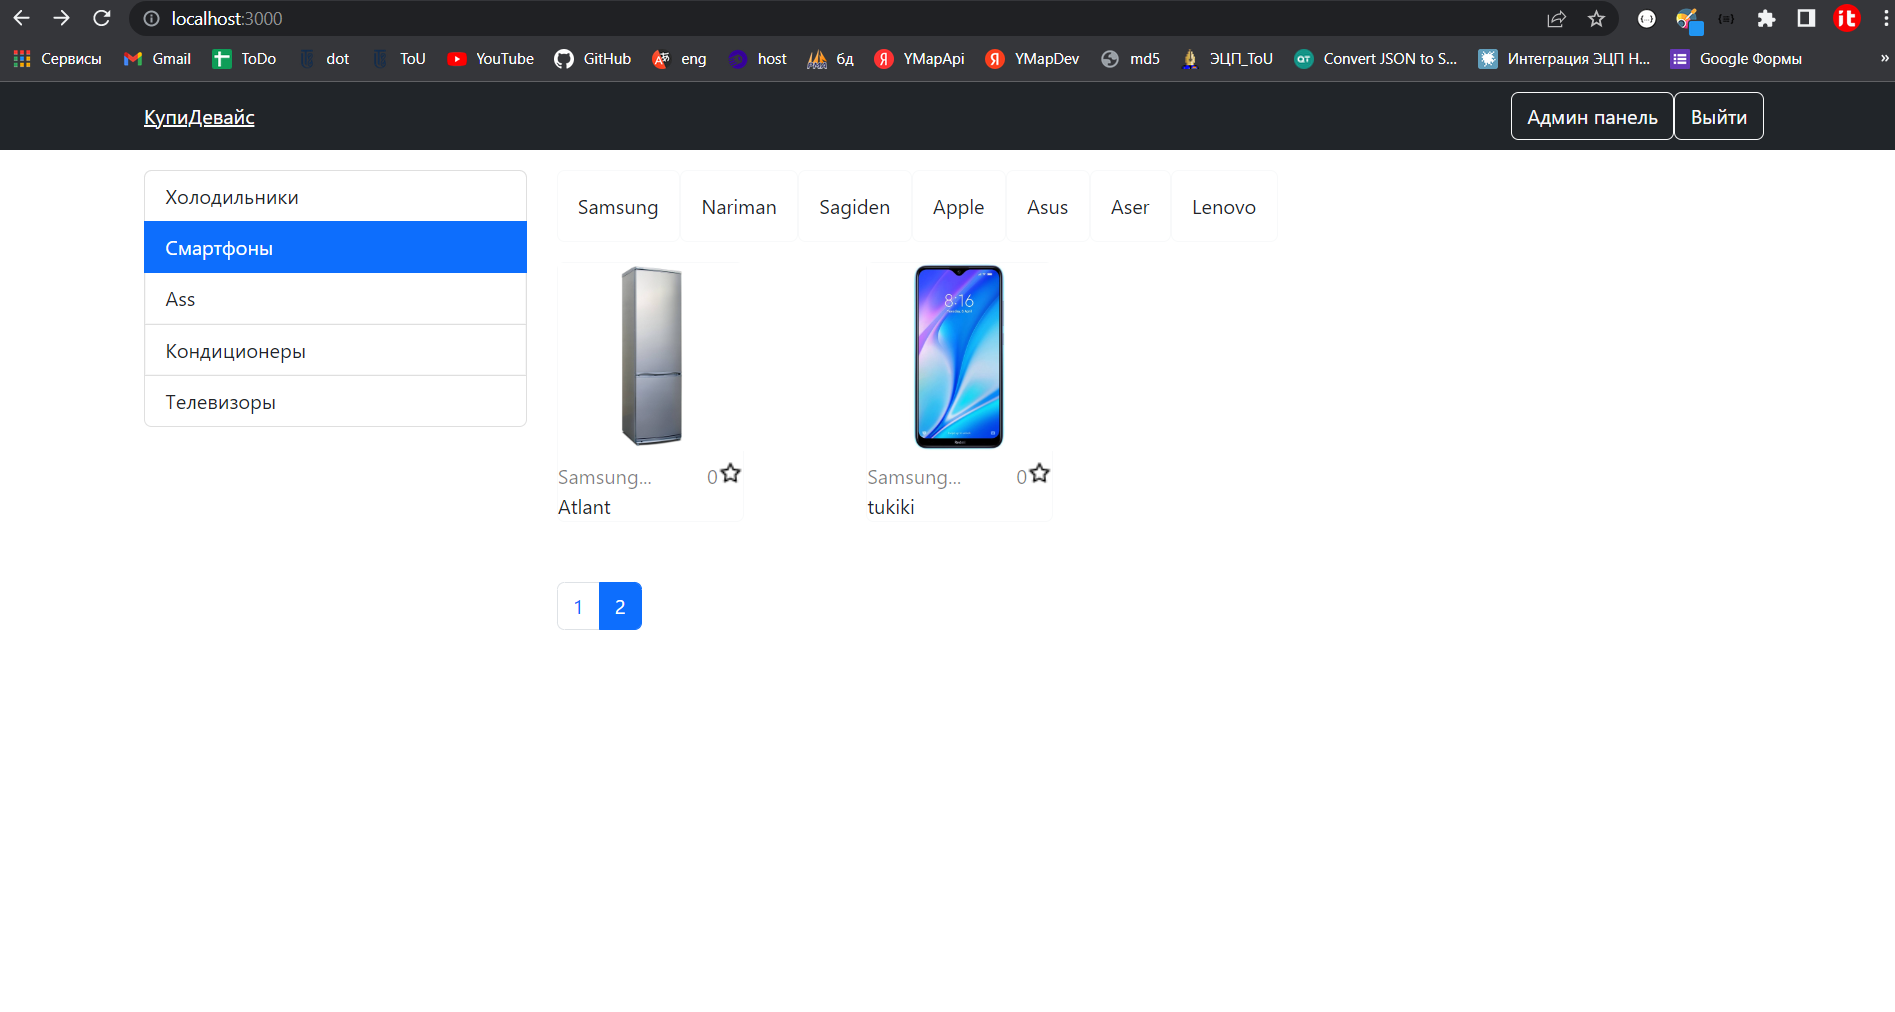 localhost:3000
Сервисы Gmail ToDo dot ToU YouTube GitHub eng host бд YMapApi YMapDev md5 ЭЦП_ToU Convert JSON to S... Интеграция ЭЦП Н... Google Формы »
КупиДевайс Админ панель Выйти
Холодильники
Смартфоны
Ass
Кондиционеры
Телевизоры
Samsung Nariman Sagiden Apple Asus Aser Lenovo
8:16
Samsung... 0 Samsung... 0
Atlant tukiki
1 2